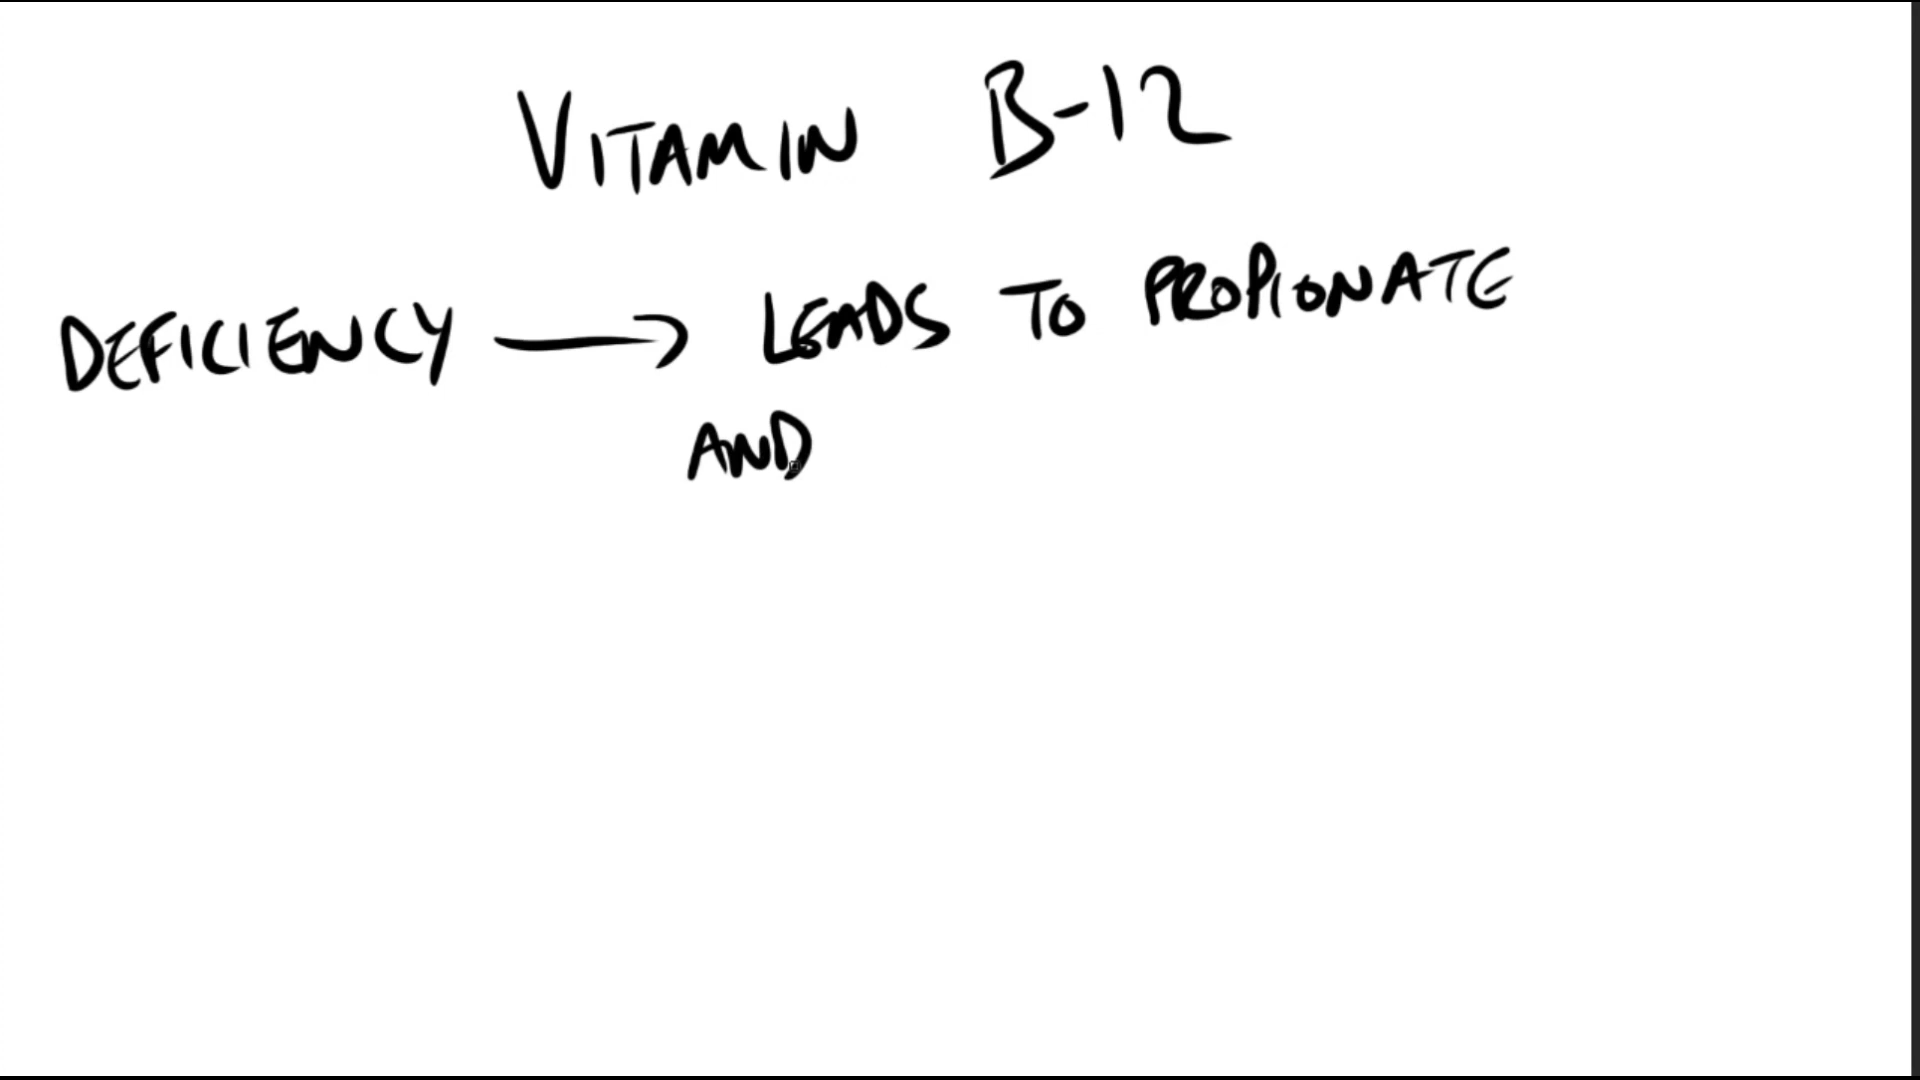 VITAMIN B-12
DEFICIENCY → LEADS TO PROPIONATE
AND